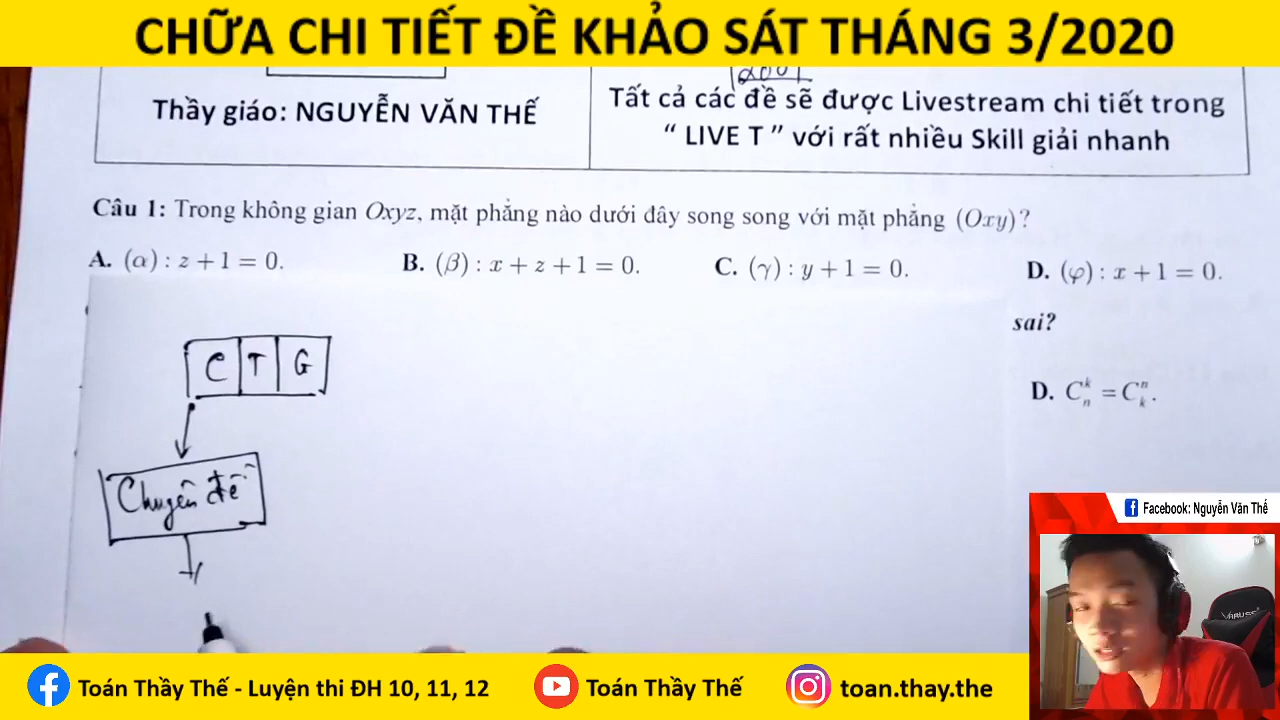 CHỮA CHI TIẾT ĐỀ KHẢO SÁT THÁNG 3/2020
Thầy giáo: NGUYỄN VĂN THẾ
Tất cả các đề sẽ được Livestream chi tiết trong
“ LIVE T ” với rất nhiều Skill giải nhanh
Câu 1: Trong không gian Oxyz, mặt phẳng nào dưới đây song song với mặt phẳng (Oxy)?
A. (α) : z + 1 = 0. B. (β) : x + z + 1 = 0. C. (γ) : y + 1 = 0. D. (φ) : x + 1 = 0.
sai?
C T G
D. C_n^k = C_k^n.
Chuyên đề
Facebook: Nguyễn Văn Thế
Toán Thầy Thế - Luyện thi ĐH 10, 11, 12
Toán Thầy Thế
toan.thay.the